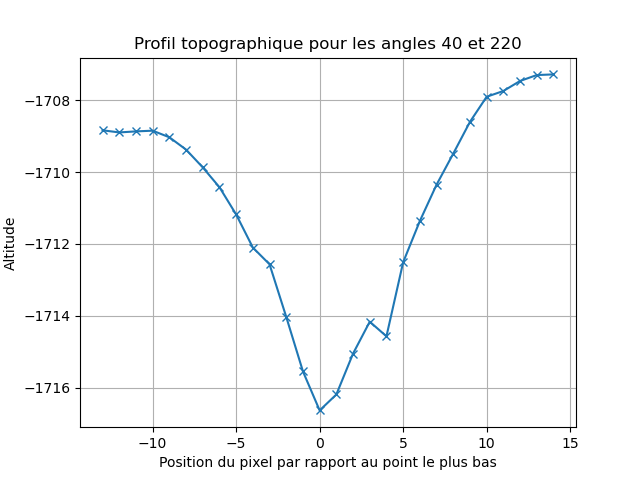 Profil topographique pour les angles 40 et 220
Altitude
−1708
−1710
−1712
−1714
−1716
−10 −5 0 5 10 15
Position du pixel par rapport au point le plus bas